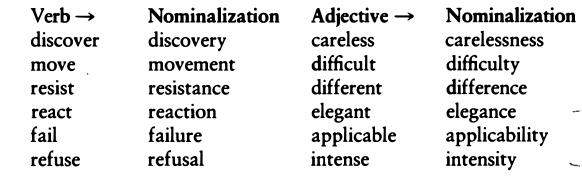 Verb → Nominalization Adjective → Nominalization
discover discovery careless carelessness
move movement difficult difficulty
resist resistance different difference
react reaction elegant elegance
fail failure applicable applicability
refuse refusal intense intensity